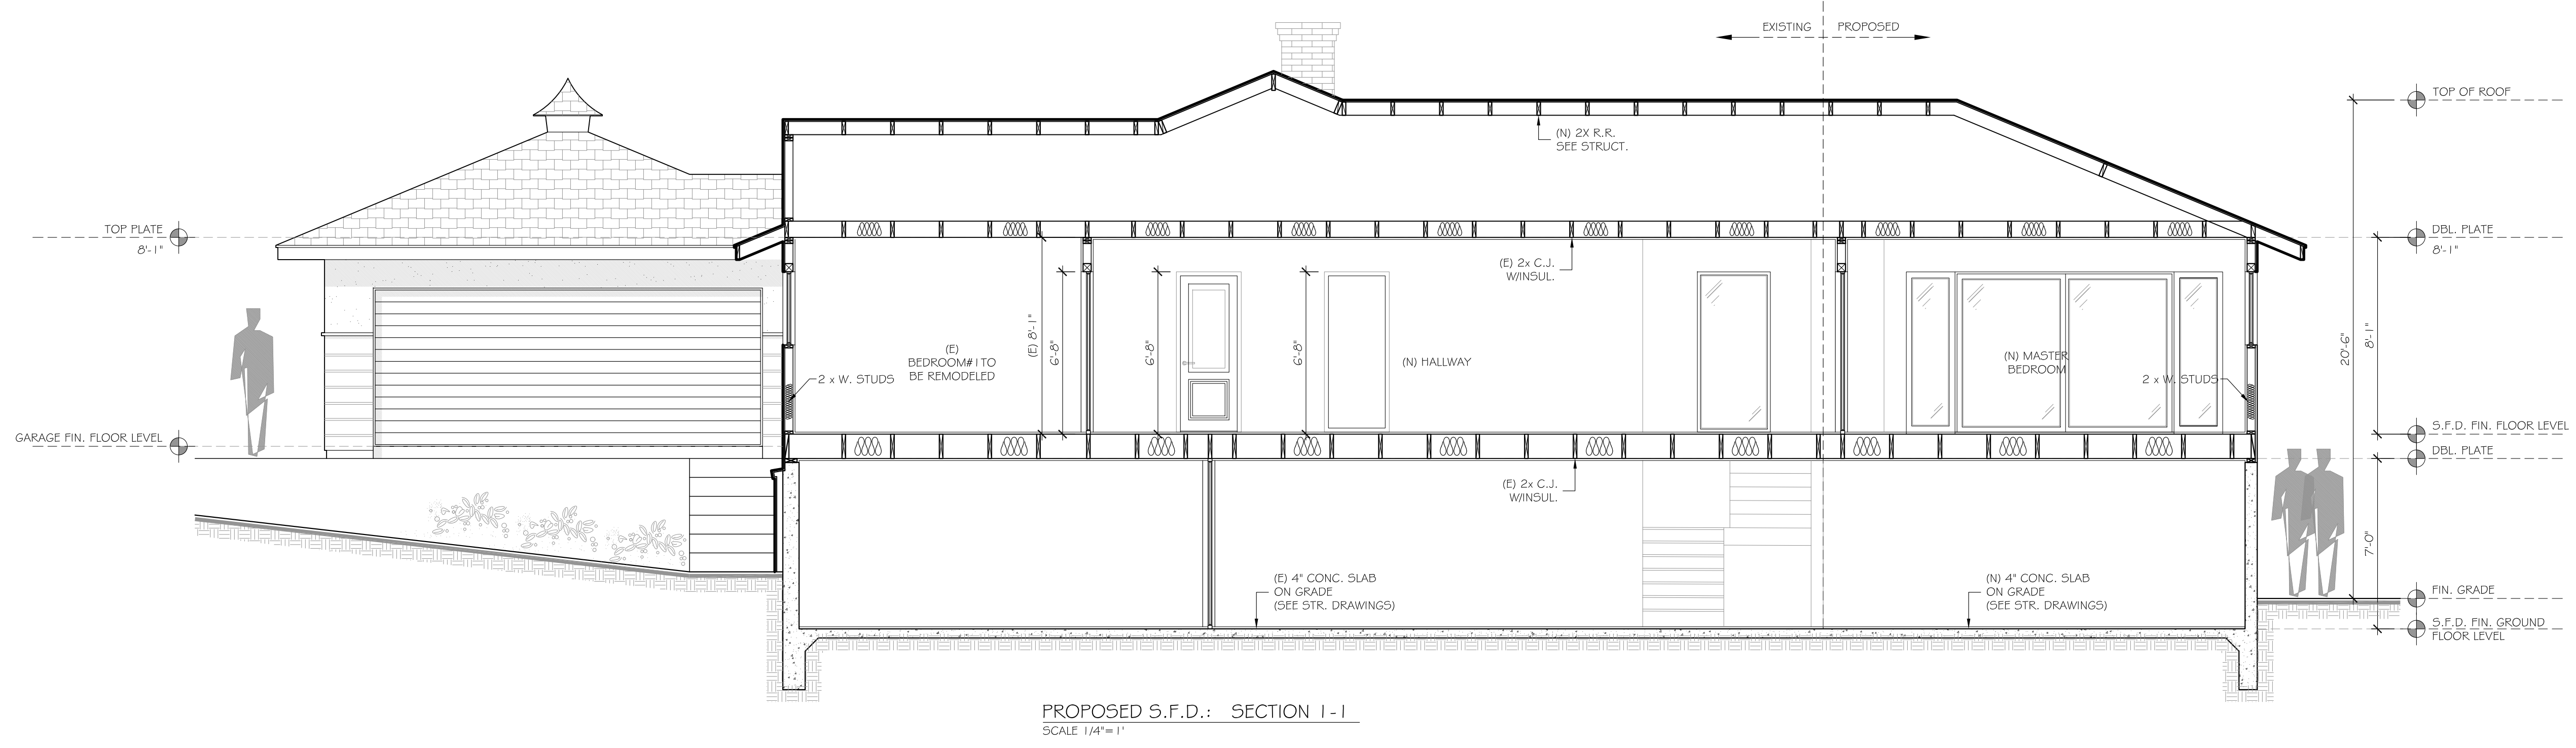 EXISTING
PROPOSED
TOP OF ROOF
(N) 2X R.R.
SEE STRUCT.
TOP PLATE
8'-1"
DBL. PLATE
8'-1"
(E) 2x C.J.
W/INSUL.
(E) 8'-1"
6'-8"
6'-8"
6'-8"
20'-6"
8'-1"
(E)
BEDROOM#1TO
BE REMODELED
(N) HALLWAY
(N) MASTER
BEDROOM
2 x W. STUDS
2 x W. STUDS
GARAGE FIN. FLOOR LEVEL
S.F.D. FIN. FLOOR LEVEL
DBL. PLATE
(E) 2x C.J.
W/INSUL.
7'-0"
(E) 4" CONC. SLAB
ON GRADE
(SEE STR. DRAWINGS)
(N) 4" CONC. SLAB
ON GRADE
(SEE STR. DRAWINGS)
FIN. GRADE
S.F.D. FIN. GROUND
FLOOR LEVEL
PROPOSED S.F.D.: SECTION 1-1
SCALE 1/4"=1'